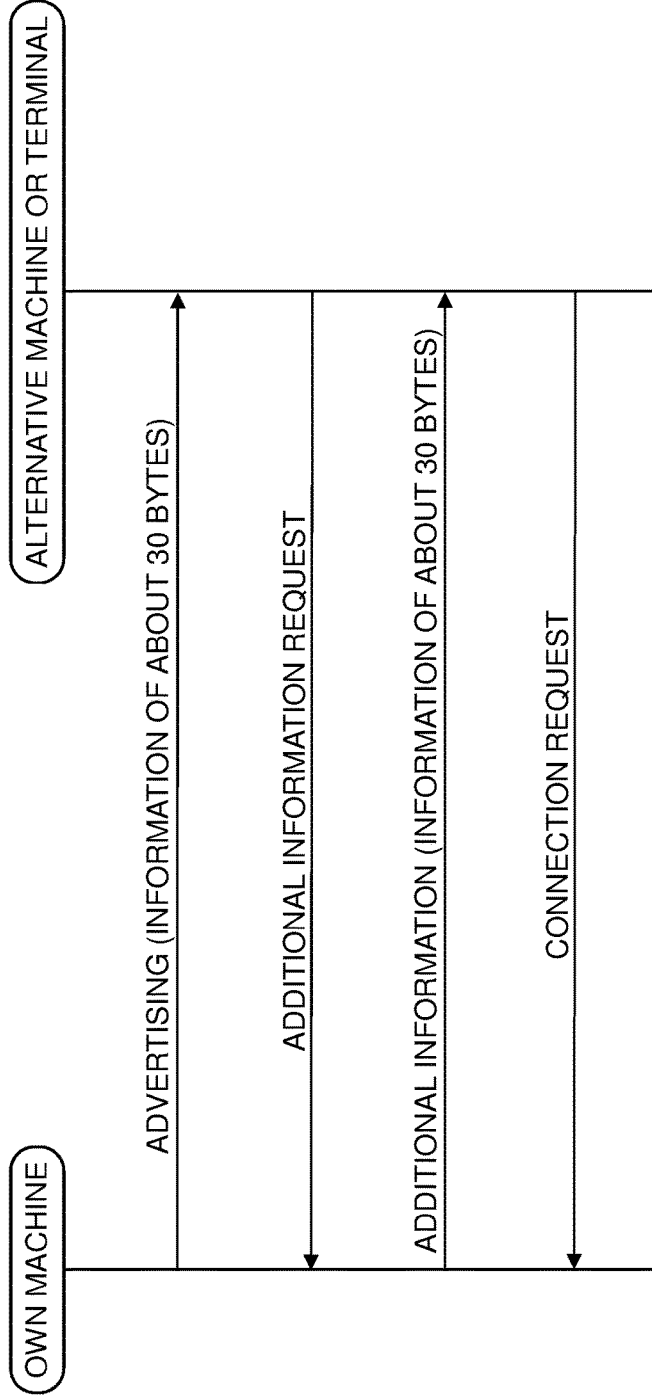 OWN MACHINE
ALTERNATIVE MACHINE OR TERMINAL
ADVERTISING (INFORMATION OF ABOUT 30 BYTES)
ADDITIONAL INFORMATION REQUEST
ADDITIONAL INFORMATION (INFORMATION OF ABOUT 30 BYTES)
CONNECTION REQUEST